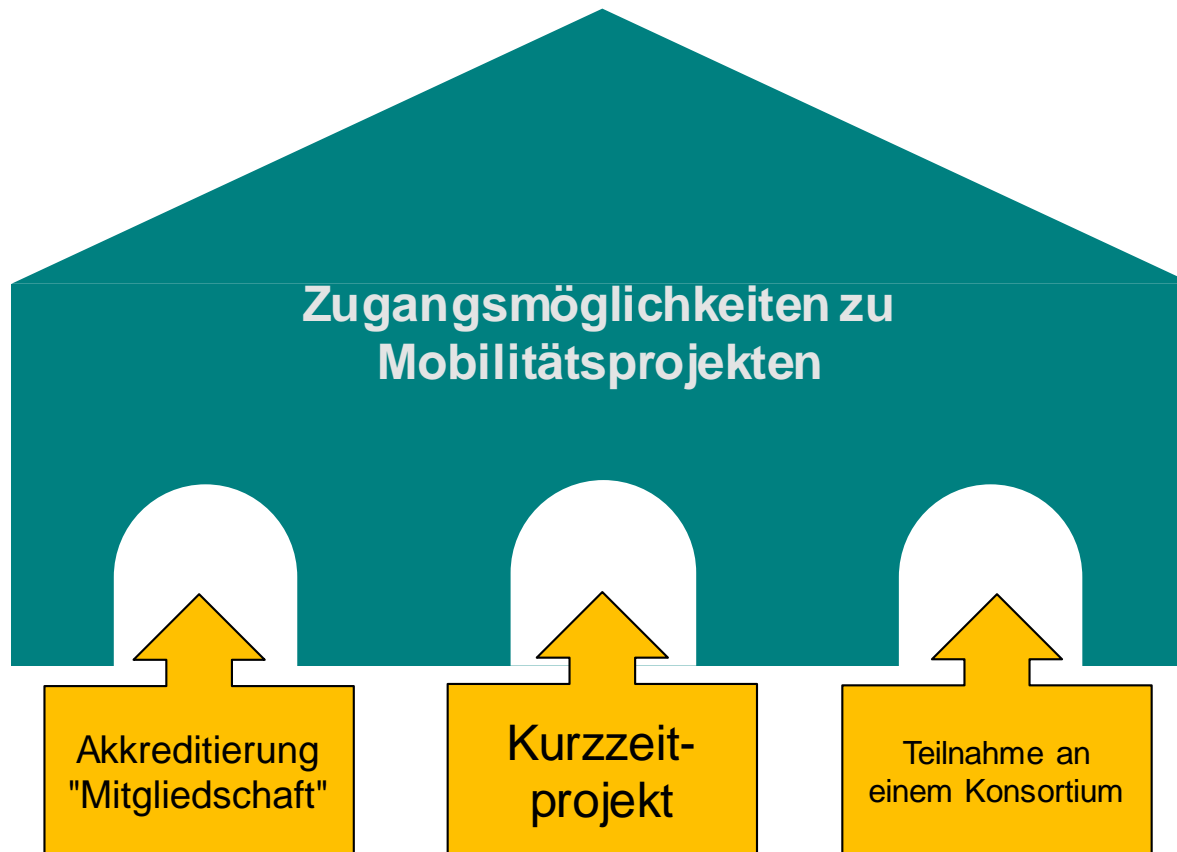 Zugangsmöglichkeiten zu
Mobilitätsprojekten
Akkreditierung
"Mitgliedschaft"
Kurzzeit-
projekt
Teilnahme an
einem Konsortium